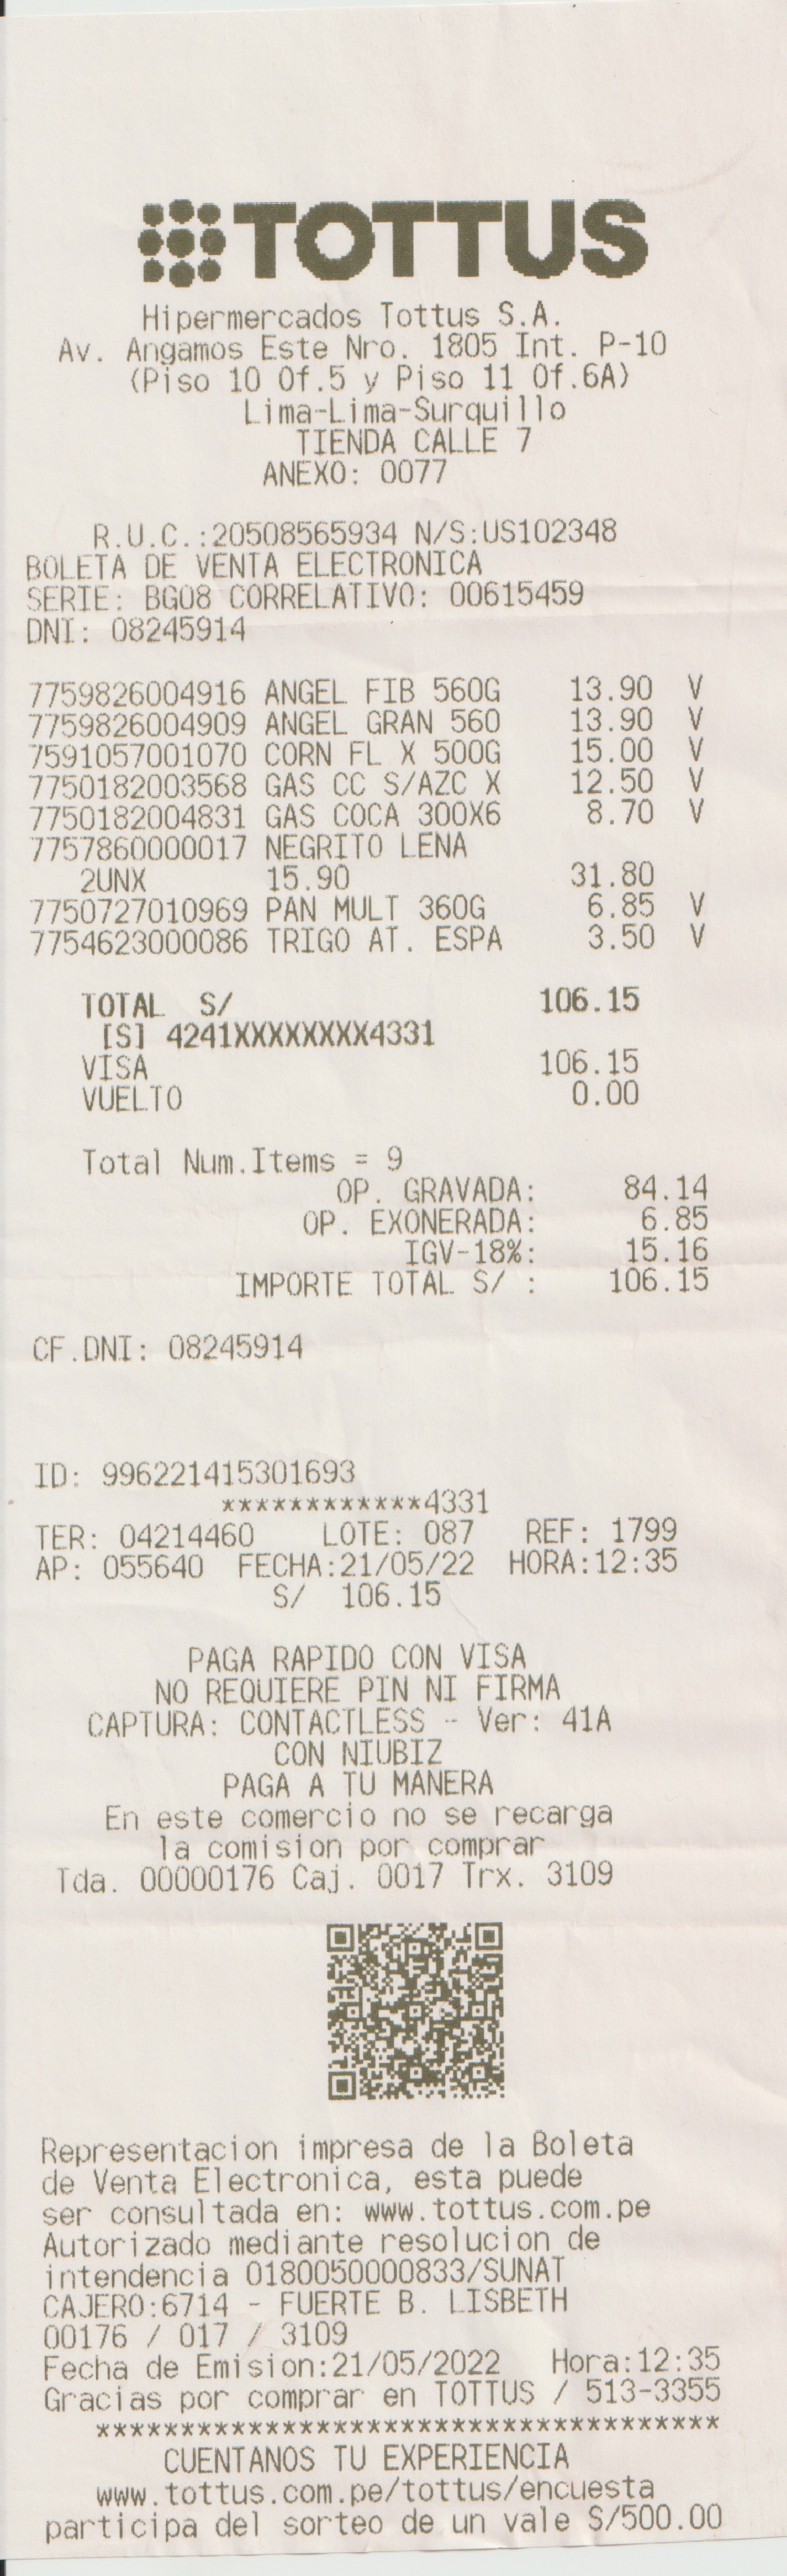 TOTTUS
Hipermercados Tottus S.A.
Av. Angamos Este Nro. 1805 Int. P-10
(Piso 10 Of.5 y Piso 11 Of.6A)
Lima-Lima-Surquillo
TIENDA CALLE 7
ANEXO: 0077
R.U.C.:20508565934 N/S:US102348
BOLETA DE VENTA ELECTRONICA
SERIE: BG08 CORRELATIVO: 00615459
DNI: 08245914
7759826004916 ANGEL FIB 560G 13.90 V
7759826004909 ANGEL GRAN 560 13.90 V
7591057001070 CORN FL X 500G 15.00 V
7750182003568 GAS CC S/AZC X 12.50 V
7750182004831 GAS COCA 300X6 8.70 V
7757860000017 NEGRITO LENA
2UNX 15.90 31.80
7750727010969 PAN MULT 360G 6.85 V
7754623000086 TRIGO AT. ESPA 3.50 V
TOTAL S/ 106.15
[S] 4241XXXXXXXX4331
VISA 106.15
VUELTO 0.00
Total Num.Items = 9
OP. GRAVADA: 84.14
OP. EXONERADA: 6.85
IGV-18%: 15.16
IMPORTE TOTAL S/ : 106.15
CF.DNI: 08245914
ID: 996221415301693
************4331
TER: 04214460 LOTE: 087 REF: 1799
AP: 055640 FECHA:21/05/22 HORA:12:35
S/ 106.15
PAGA RAPIDO CON VISA
NO REQUIERE PIN NI FIRMA
CAPTURA: CONTACTLESS - Ver: 41A
CON NIUBIZ
PAGA A TU MANERA
En este comercio no se recarga
la comision por comprar
Tda. 00000176 Caj. 0017 Trx. 3109
Representacion impresa de la Boleta
de Venta Electronica, esta puede
ser consultada en: www.tottus.com.pe
Autorizado mediante resolucion de
intendencia 0180050000833/SUNAT
CAJERO:6714 - FUERTE B. LISBETH
00176 / 017 / 3109
Fecha de Emision:21/05/2022 Hora:12:35
Gracias por comprar en TOTTUS / 513-3355
*************************************
CUENTANOS TU EXPERIENCIA
www.tottus.com.pe/tottus/encuesta
participa del sorteo de un vale S/500.00